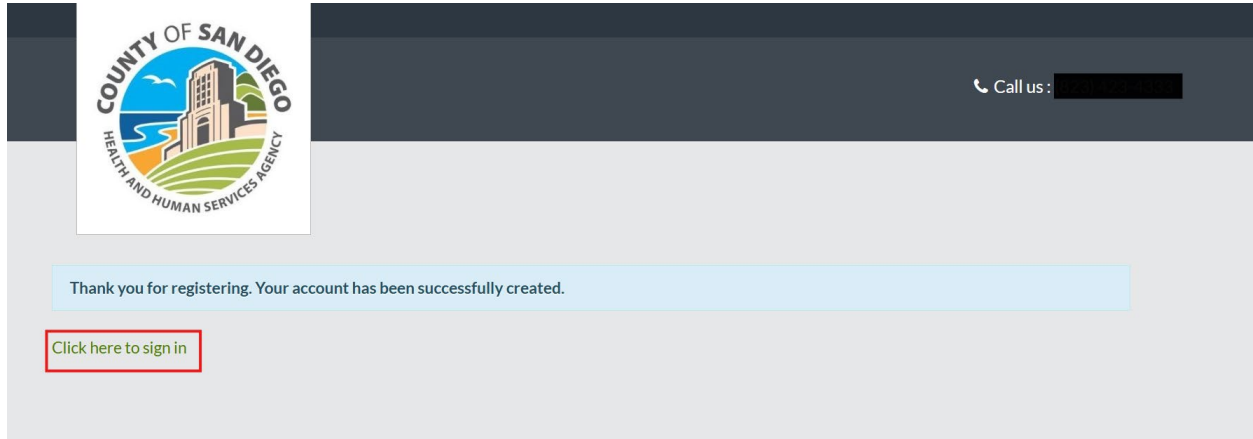 COUNTY OF SAN DIEGO
HEALTH AND HUMAN SERVICES AGENCY
Call us :
Thank you for registering. Your account has been successfully created.
Click here to sign in